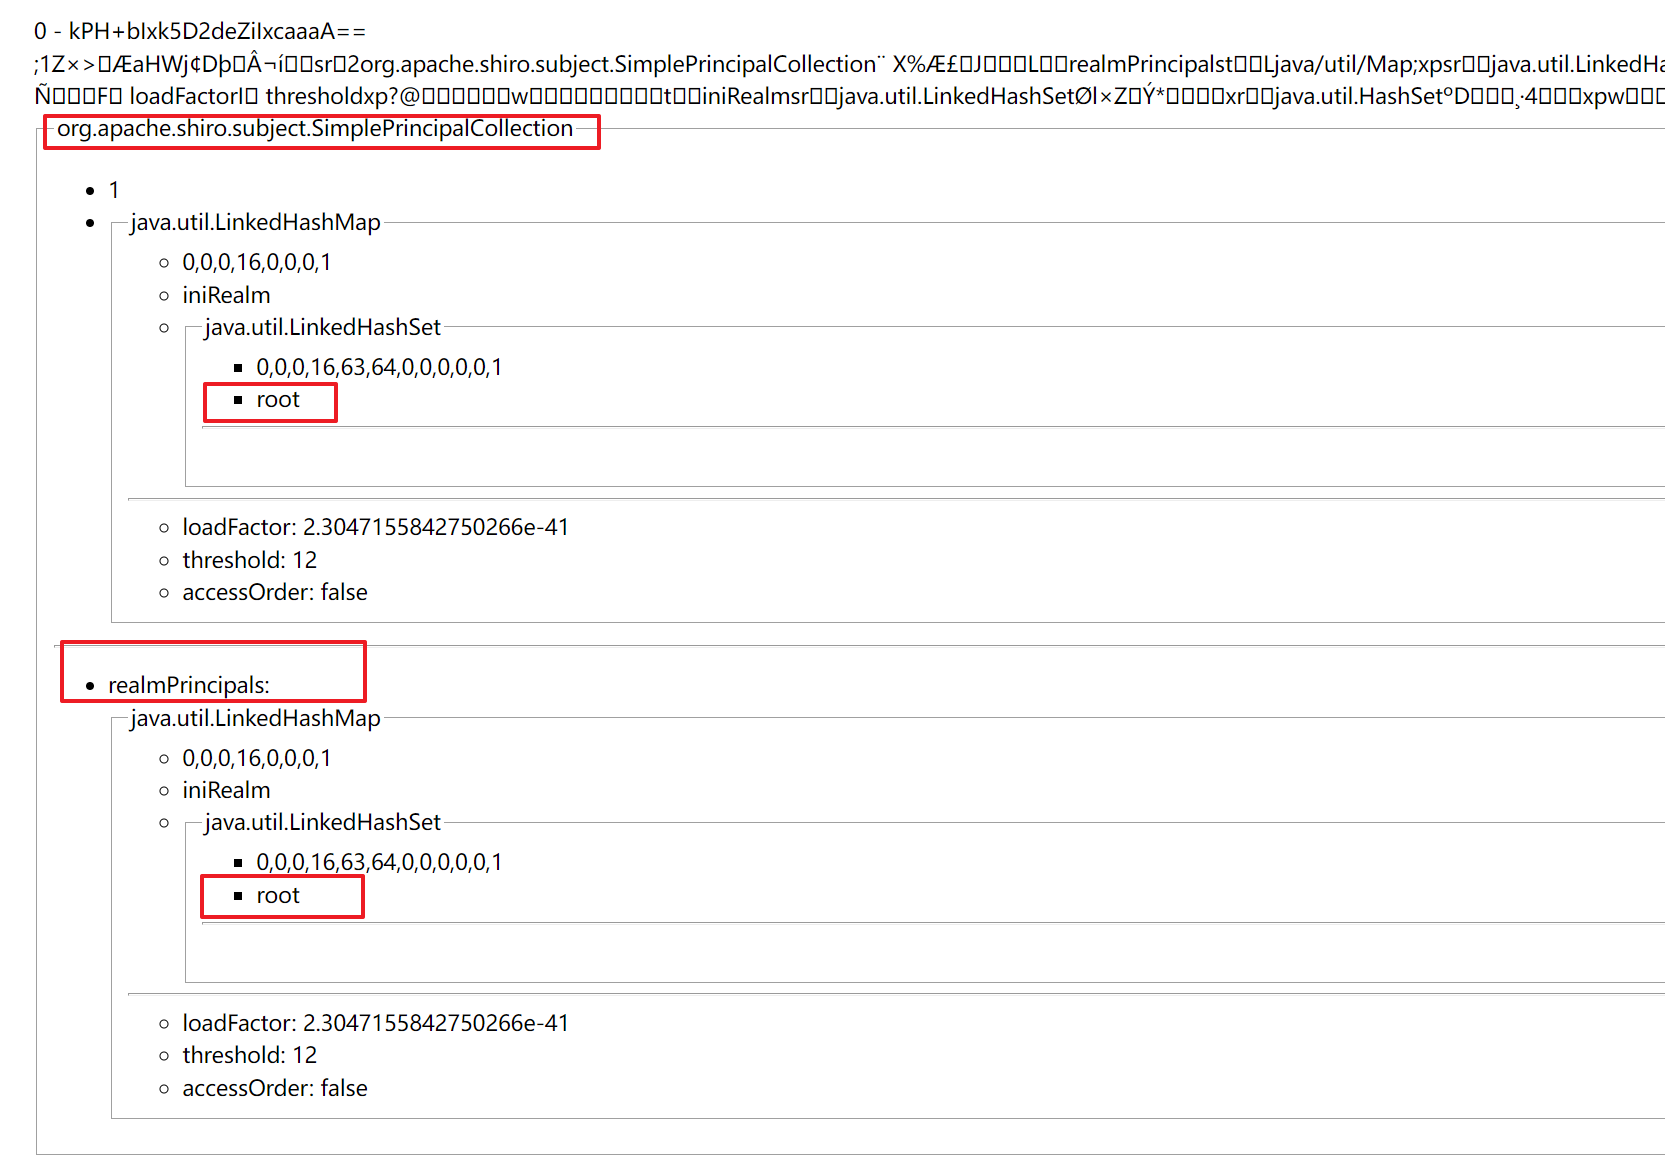 0 - kPH+bIxk5D2deZiIxcaaaA==
;1Z×>▯ÆaHWj¢Dþ▯Â¬í▯▯sr▯2org.apache.shiro.subject.SimplePrincipalCollection¨ X%Æ£▯J▯▯▯L▯▯realmPrincipalst▯▯Ljava/util/Map;xpsr▯▯java.util.LinkedHa
Ñ▯▯▯F▯ loadFactorI▯ thresholdxp?@▯▯▯▯▯▯w▯▯▯▯▯▯▯▯▯t▯▯iniRealmsr▯▯java.util.LinkedHashSetØl×Z▯Ý*▯▯▯▯xr▯▯java.util.HashSetºD▯▯▯¸·4▯▯▯xpw▯▯▯
org.apache.shiro.subject.SimplePrincipalCollection
1
java.util.LinkedHashMap
0,0,0,16,0,0,0,1
iniRealm
java.util.LinkedHashSet
0,0,0,16,63,64,0,0,0,0,0,1
root
loadFactor: 2.3047155842750266e-41
threshold: 12
accessOrder: false
realmPrincipals:
java.util.LinkedHashMap
0,0,0,16,0,0,0,1
iniRealm
java.util.LinkedHashSet
0,0,0,16,63,64,0,0,0,0,0,1
root
loadFactor: 2.3047155842750266e-41
threshold: 12
accessOrder: false